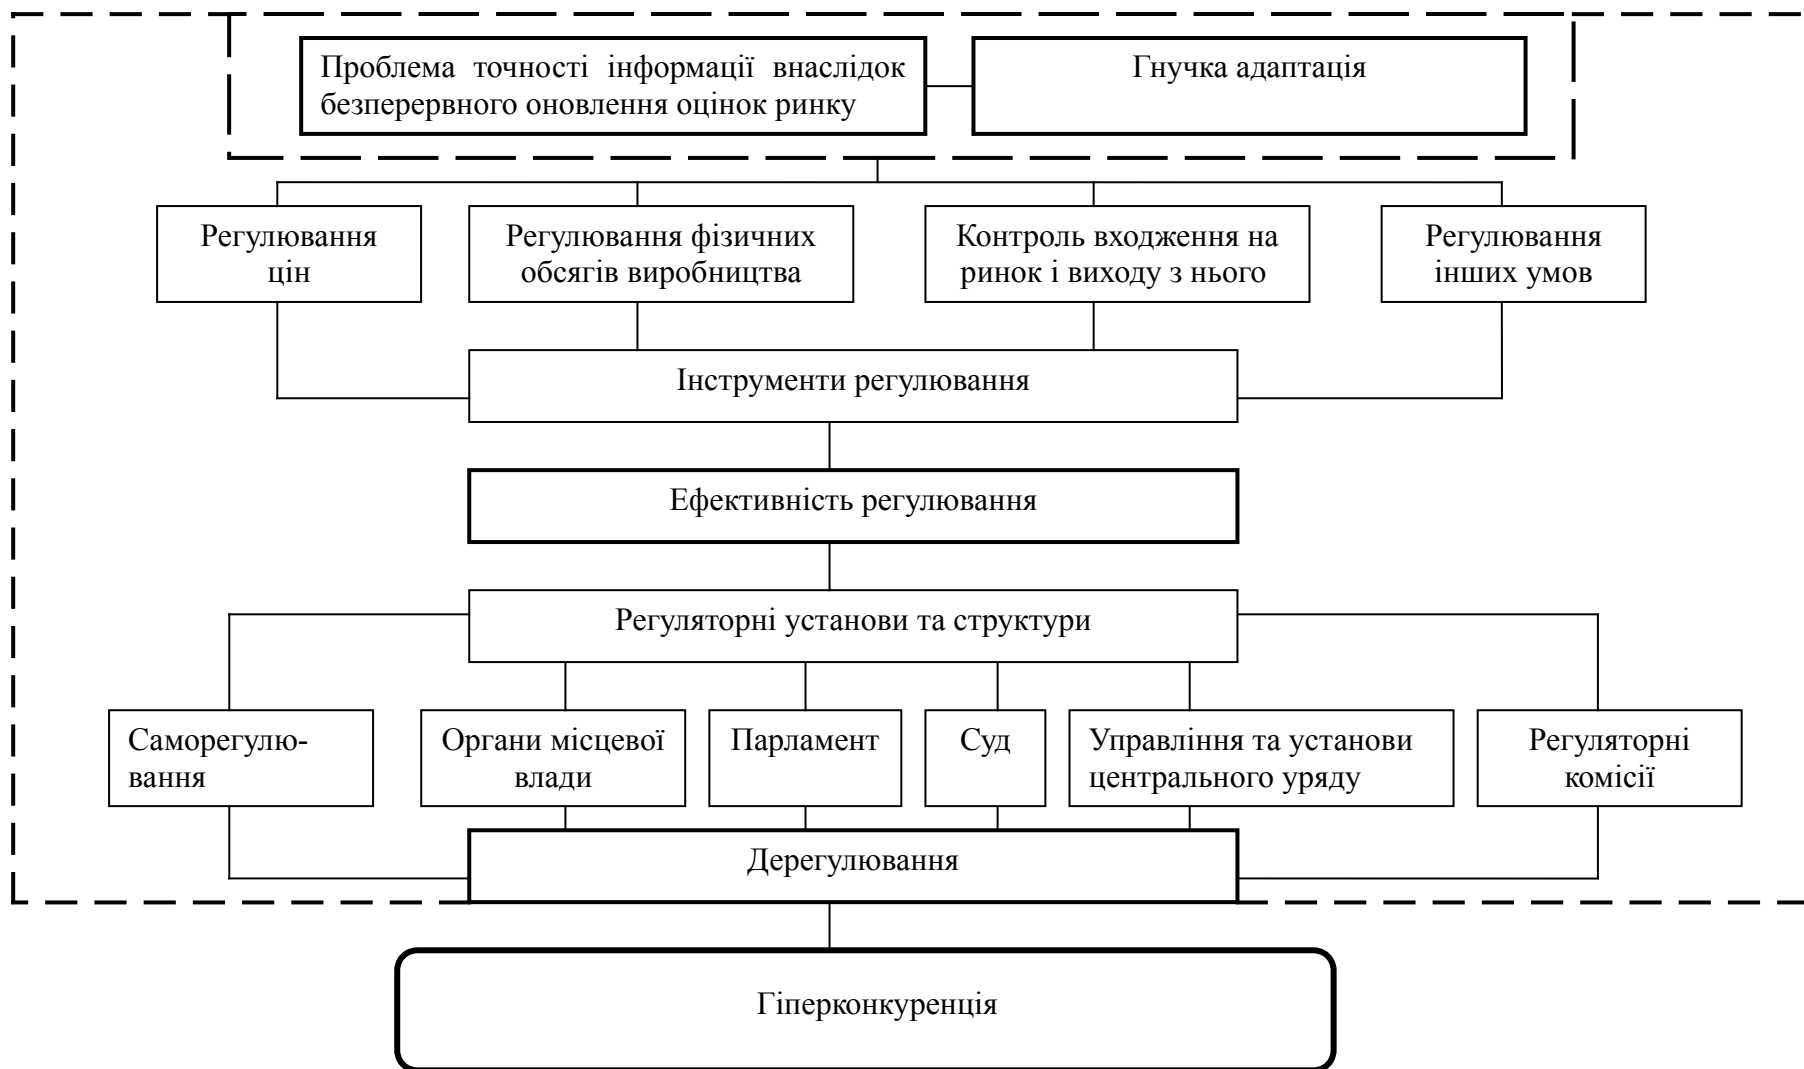 Проблема точності інформації внаслідок
безперервного оновлення оцінок ринку
Гнучка адаптація
Регулювання
цін
Регулювання фізичних
обсягів виробництва
Контроль входження на
ринок і виходу з нього
Регулювання
інших умов
Інструменти регулювання
Ефективність регулювання
Регуляторні установи та структури
Саморегулю-
вання
Органи місцевої
влади
Парламент
Суд
Управління та установи
центрального уряду
Регуляторні
комісії
Дерегулювання
Гіперконкуренція